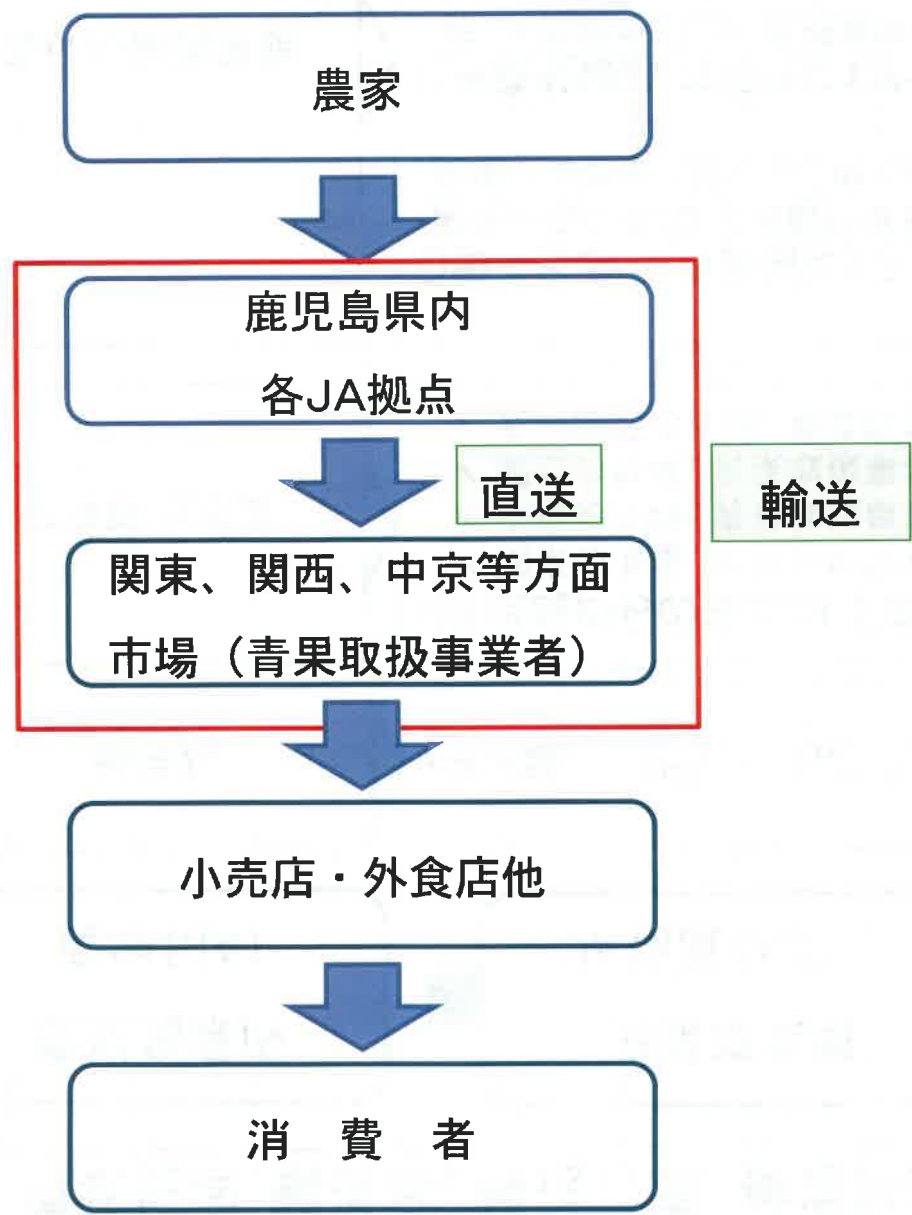 農家
鹿児島県内
各JA拠点
直送
輸送
関東、関西、中京等方面
市場（青果取扱事業者）
小売店・外食店他
消　費　者